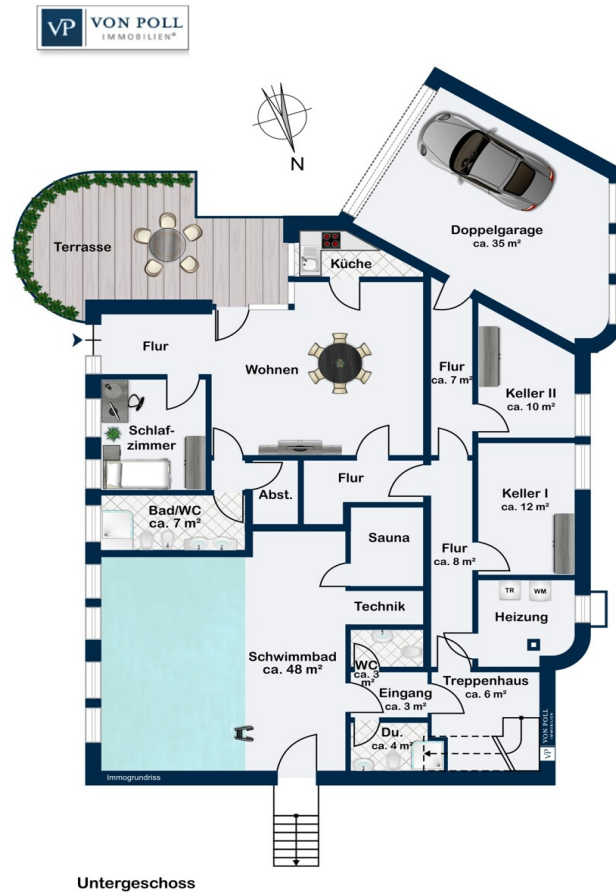 VP VON POLL
IMMOBILIEN®
N
Doppelgarage
ca. 35 m²
Terrasse
Küche
Flur
Wohnen
Flur
ca. 7 m²
Keller II
ca. 10 m²
Schlaf-
zimmer
Abst.
Flur
Bad/WC
ca. 7 m²
Keller I
ca. 12 m²
Sauna
Flur
ca. 8 m²
TR
WM
Technik
Heizung
Schwimmbad
ca. 48 m²
WC
ca. 3
m²
Eingang
ca. 3 m²
Treppenhaus
ca. 6 m²
Du.
ca. 4 m²
VP VON POLL
IMMOBILIEN
Immogrundriss
Untergeschoss